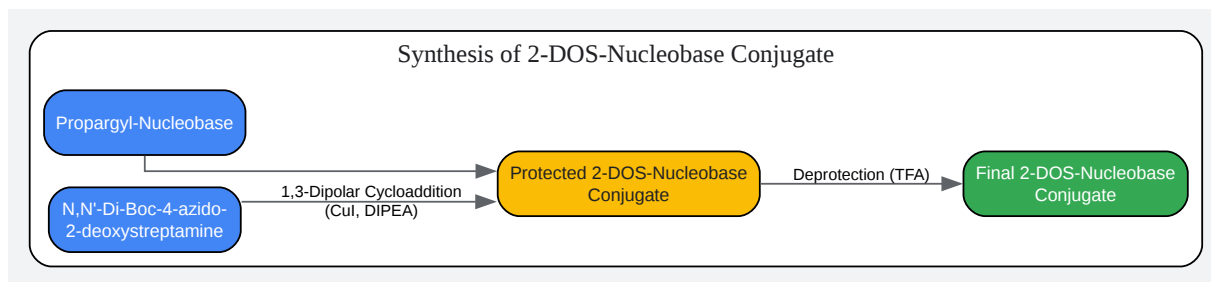 Synthesis of 2-DOS-Nucleobase Conjugate
Propargyl-Nucleobase
N,N'-Di-Boc-4-azido-
2-deoxystreptamine
1,3-Dipolar Cycloaddition
(CuI, DIPEA)
Protected 2-DOS-Nucleobase
Conjugate
Deprotection (TFA)
Final 2-DOS-Nucleobase
Conjugate